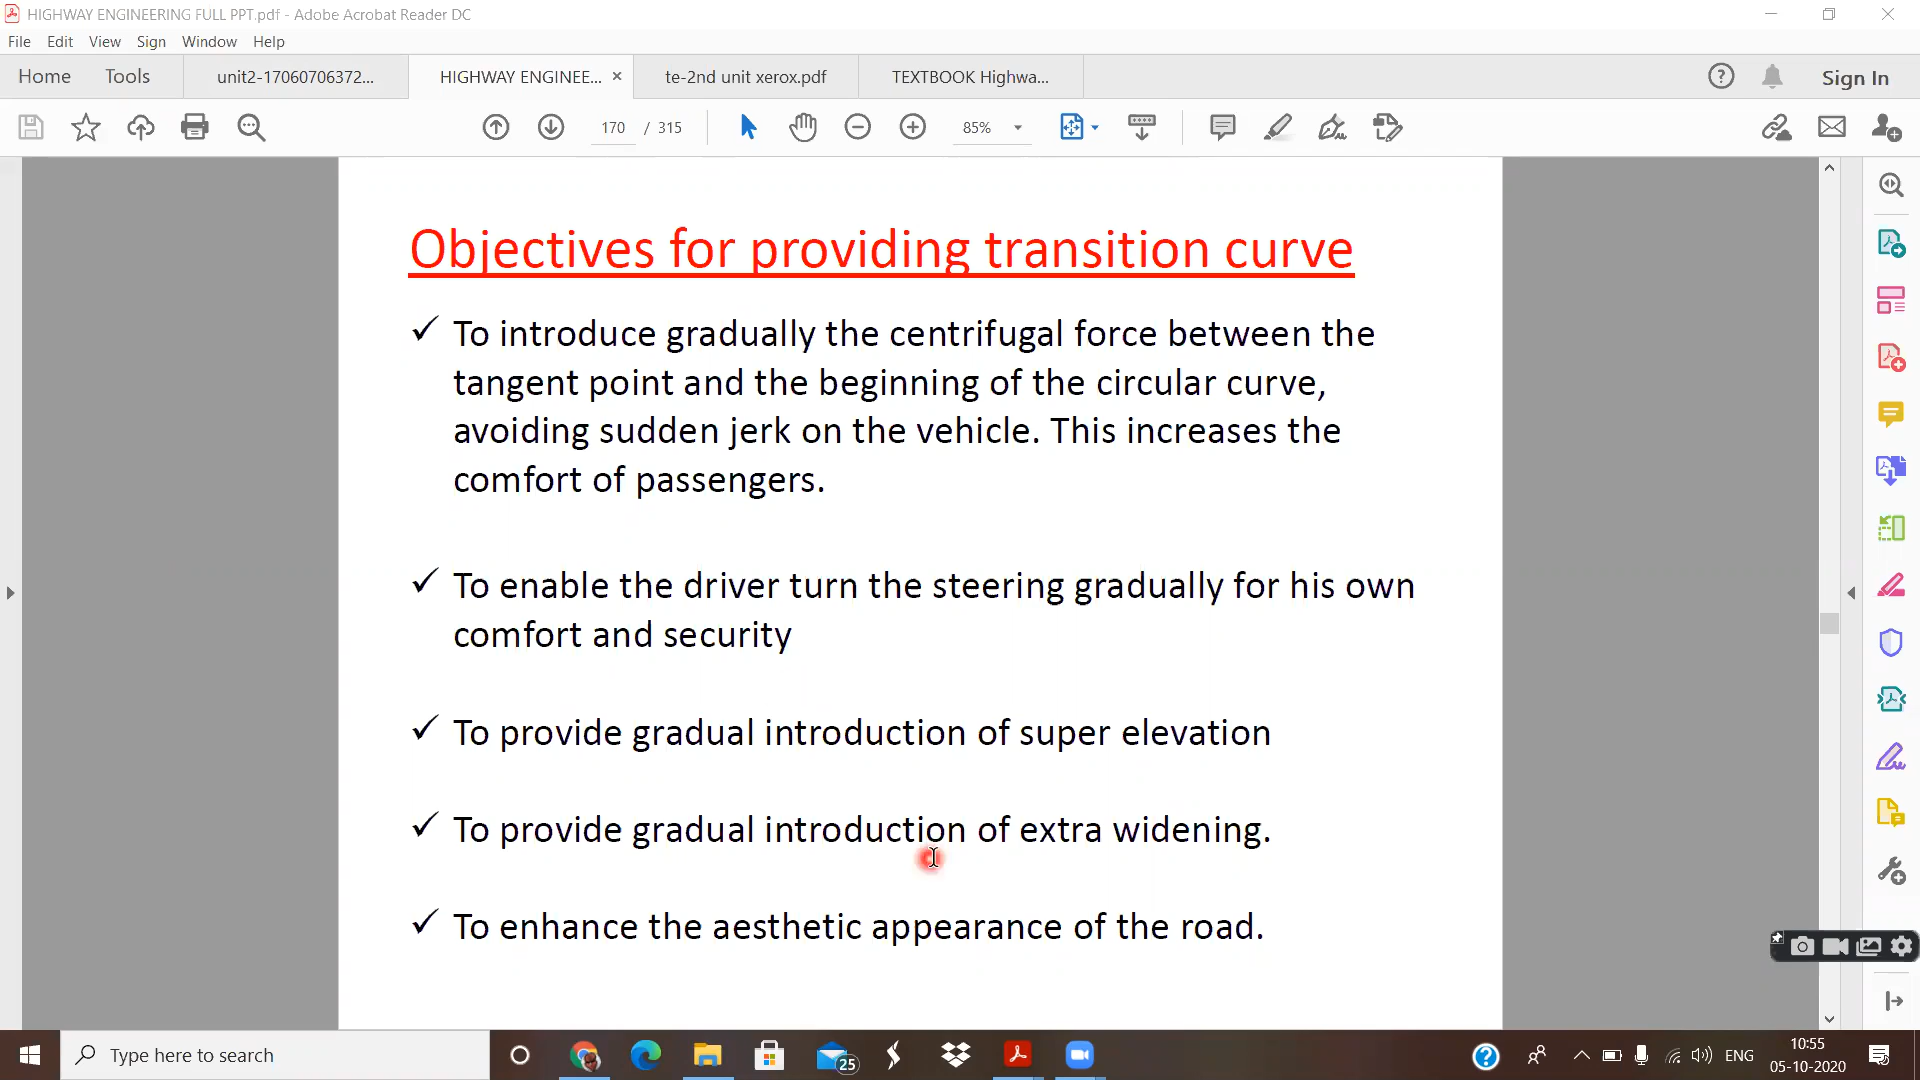 HIGHWAY ENGINEERING FULL PPT.pdf - Adobe Acrobat Reader DC
File Edit View Sign Window Help
Home Tools unit2-17060706372... HIGHWAY ENGINEE... × te-2nd unit xerox.pdf TEXTBOOK Highwa... Sign In
170 / 315 85%
Objectives for providing transition curve
✓ To introduce gradually the centrifugal force between the
tangent point and the beginning of the circular curve,
avoiding sudden jerk on the vehicle. This increases the
comfort of passengers.
✓ To enable the driver turn the steering gradually for his own
comfort and security
✓ To provide gradual introduction of super elevation
✓ To provide gradual introduction of extra widening.
✓ To enhance the aesthetic appearance of the road.
Type here to search
25
ENG
10:55
05-10-2020